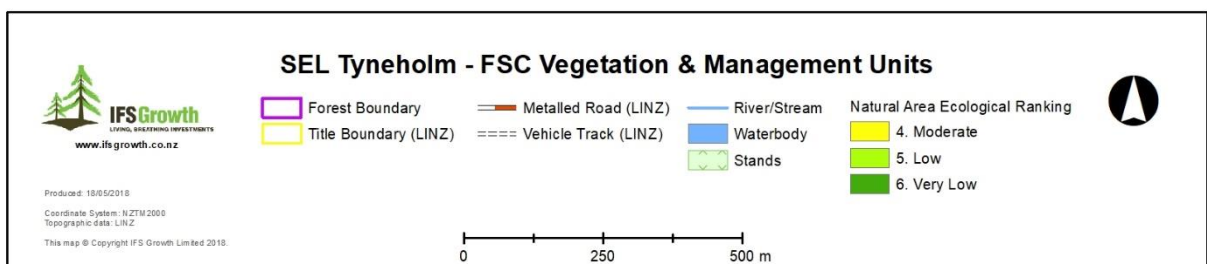 SEL Tyneholm - FSC Vegetation & Management Units
IFS Growth
LIVING, BREATHING INVESTMENTS
www.ifsgrowth.co.nz
Forest Boundary
Title Boundary (LINZ)
Metalled Road (LINZ)
Vehicle Track (LINZ)
River/Stream
Waterbody
Stands
Natural Area Ecological Ranking
4. Moderate
5. Low
6. Very Low
Produced: 18/05/2018
Coordinate System: NZTM2000
Topographic data: LINZ
This map © Copyright IFS Growth Limited 2018.
0 250 500 m